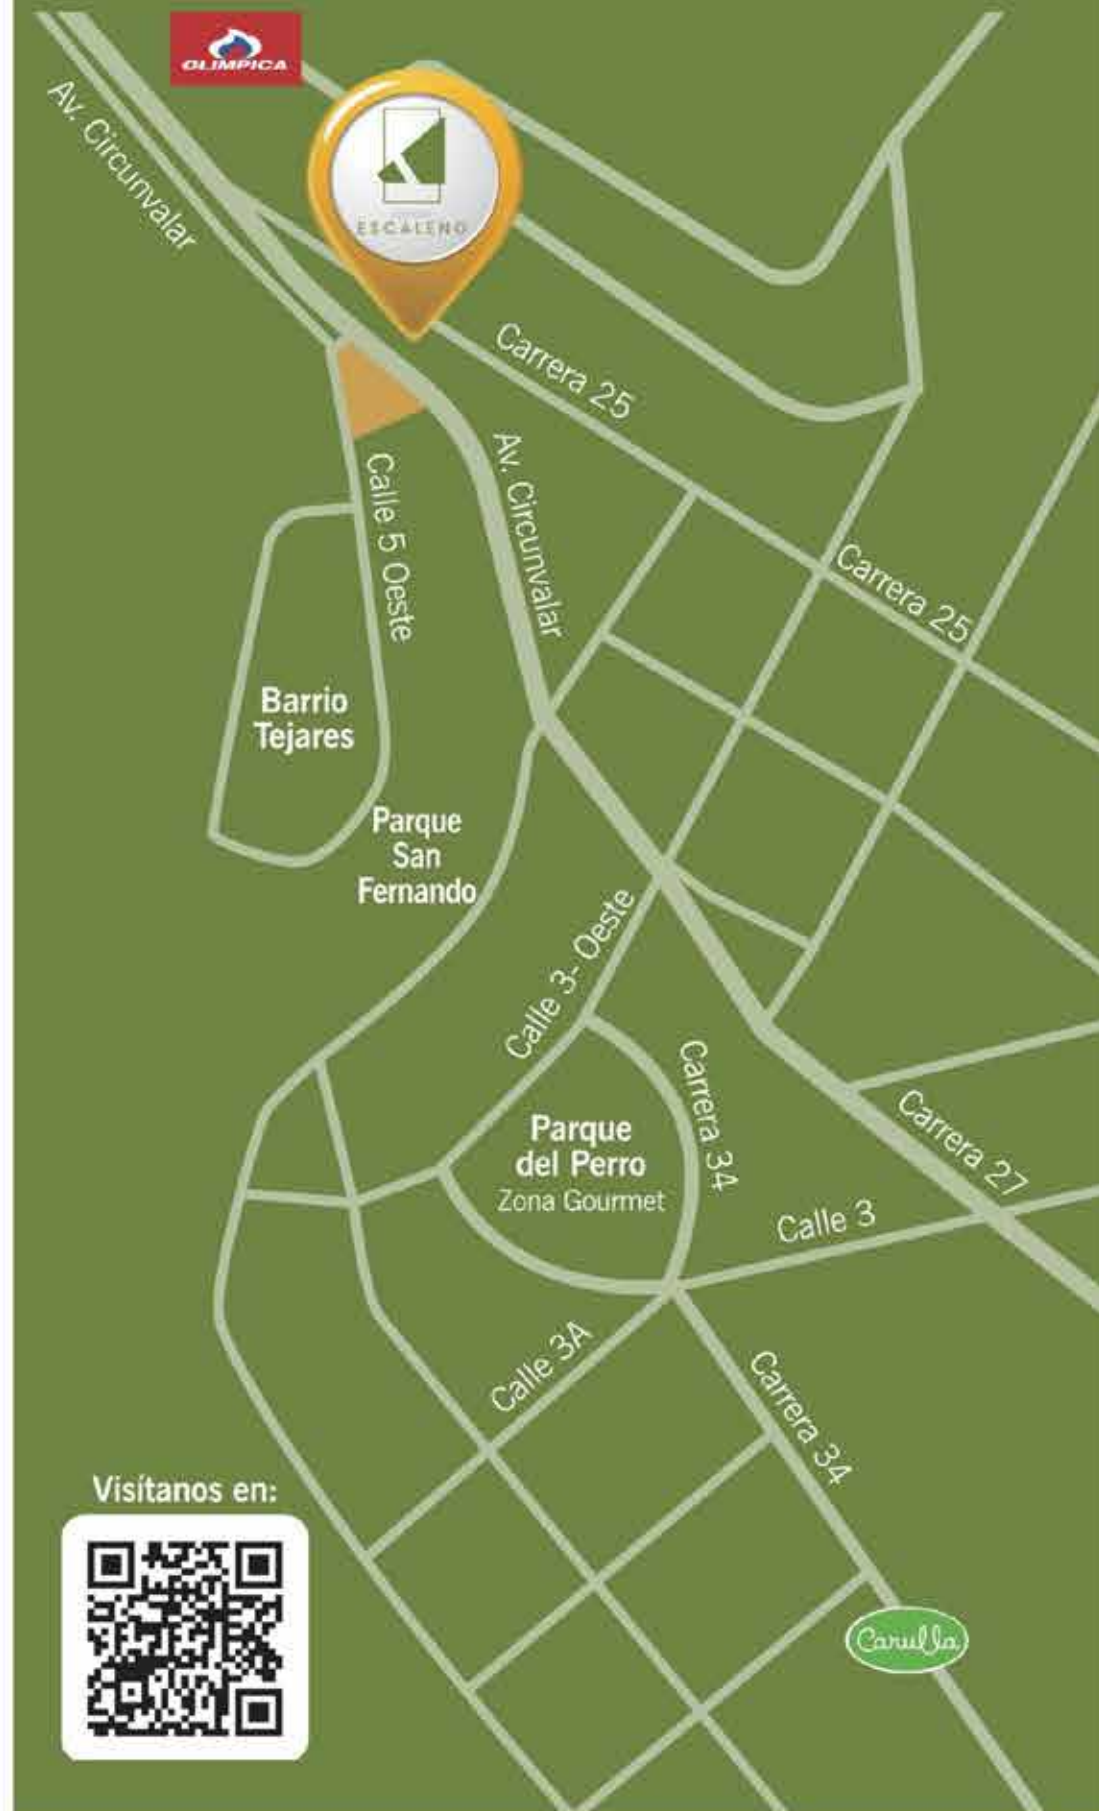 OLIMPICA
Av. Circunvalar
ESCALENO
Carrera 25
Av. Circunvalar
Calle 5 Oeste
Carrera 25
Barrio
Tejares
Parque
San
Fernando
Calle 3- Oeste
Carrera 34
Parque
del Perro
Zona Gourmet
Carrera 27
Calle 3
Calle 3A
Carrera 34
Visítanos en:
Carulla